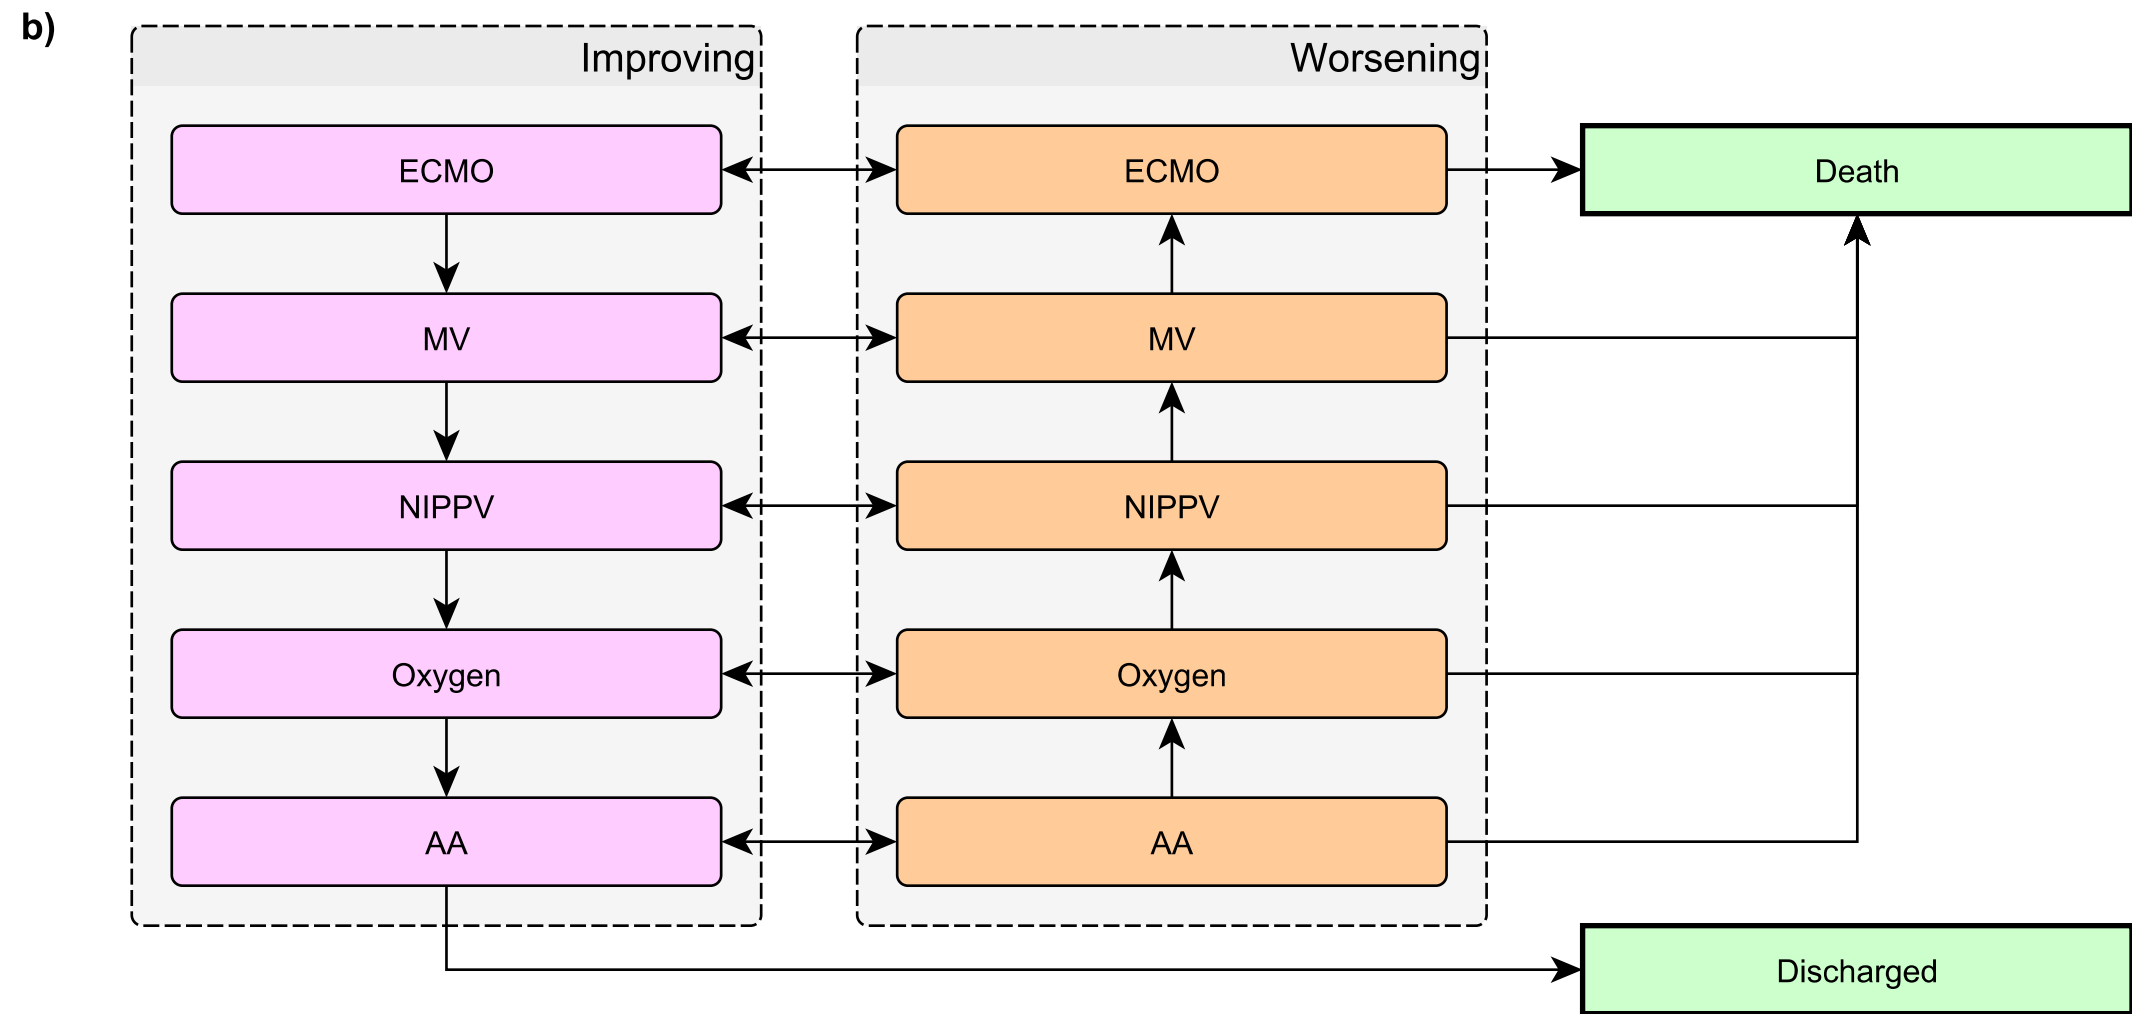 b)
Improving
Worsening
ECMO
ECMO
Death
MV
MV
NIPPV
NIPPV
Oxygen
Oxygen
AA
AA
Discharged